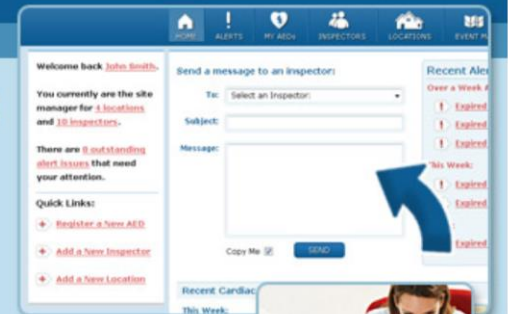 HOME
ALERTS
MY AEDs
INSPECTORS
LOCATIONS
EVENT
Welcome back John Smith.
You currently are the site
manager for 4 locations
and 10 inspectors.
There are 8 outstanding
alert issues that need
your attention.
Quick Links:
Register a New AED
Add a New Inspector
Add a New Location
Send a message to an inspector:
To: Select an Inspector:
Subject:
Message:
Copy Me
SEND
Recent Cardiac
This Week:
Recent Aler
Over a Week A
Expired
Expired
Expired
This Week:
Expired
Expired
Expired